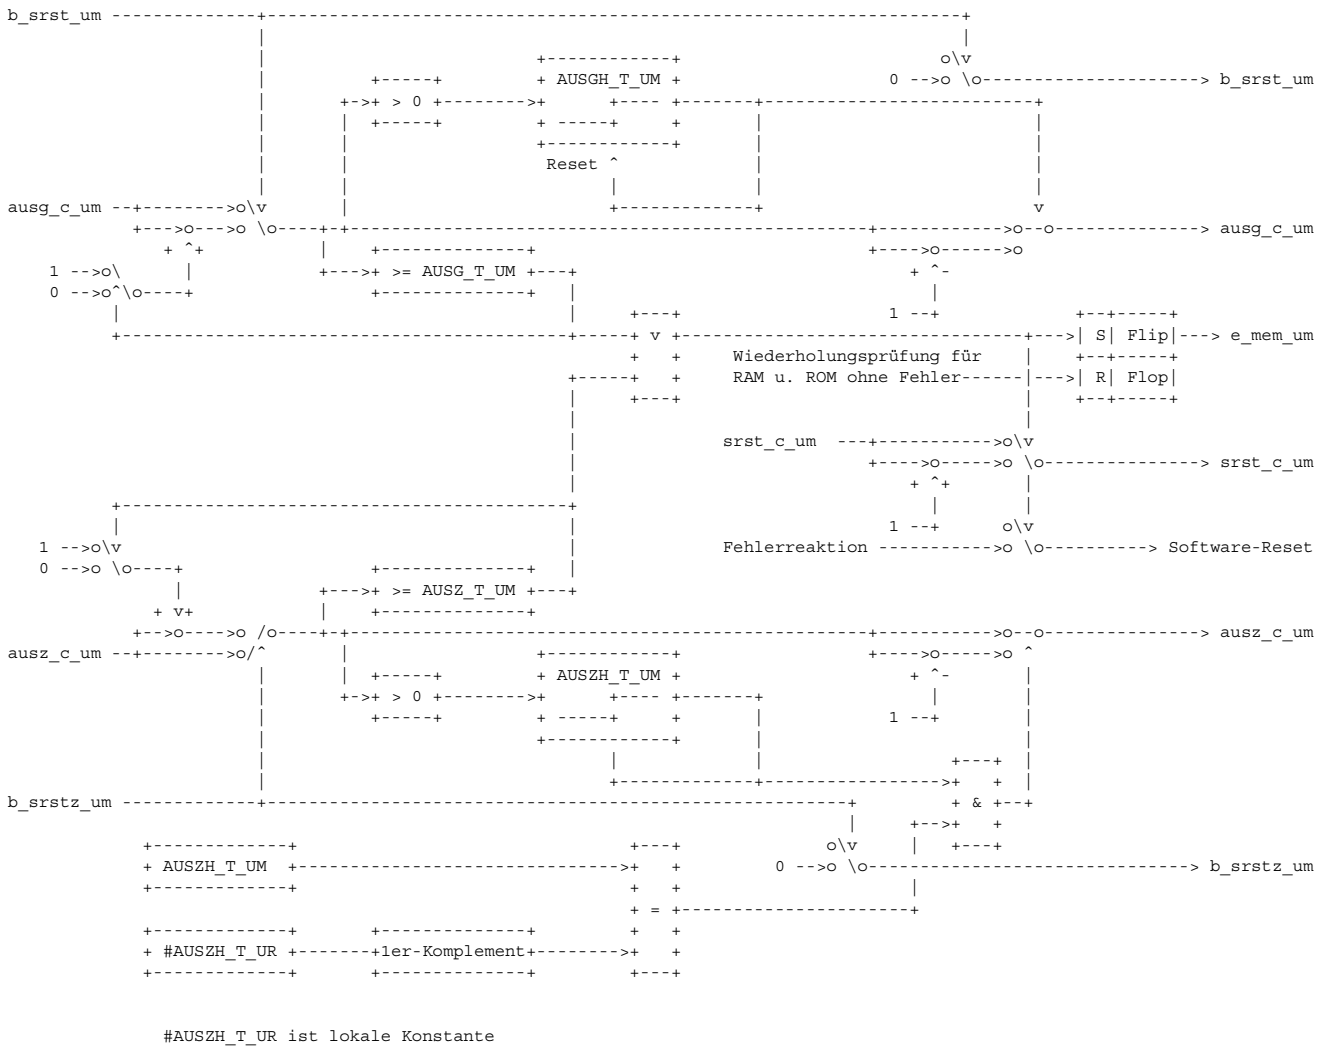 b_srst_um
AUSGH_T_UM
0
b_srst_um
> 0
Reset
ausg_c_um
ausg_c_um
1
>= AUSG_T_UM
0
1
v
S
Flip
e_mem_um
Wiederholungsprüfung für
RAM u. ROM ohne Fehler
R
Flop
srst_c_um
srst_c_um
1
1
Fehlerreaktion
Software-Reset
0
>= AUSZ_T_UM
ausz_c_um
ausz_c_um
AUSZH_T_UM
> 0
1
b_srstz_um
&
AUSZH_T_UM
0
b_srstz_um
=
#AUSZH_T_UR
1er-Komplement
#AUSZH_T_UR ist lokale Konstante